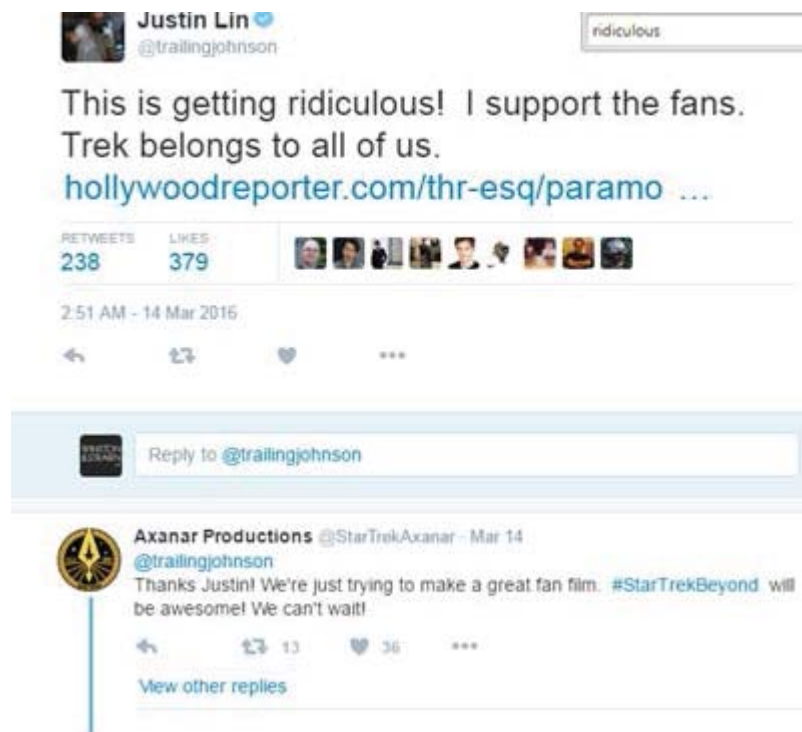 Justin Lin
@trailingjohnson
ridiculous
This is getting ridiculous! I support the fans.
Trek belongs to all of us.
hollywoodreporter.com/thr-esq/paramo ...
RETWEETS LIKES
238 379
2:51 AM - 14 Mar 2016
Reply to @trailingjohnson
Axanar Productions @StarTrekAxanar · Mar 14
@trailingjohnson
Thanks Justin! We're just trying to make a great fan film. #StarTrekBeyond will
be awesome! We can't wait!
13 36
View other replies